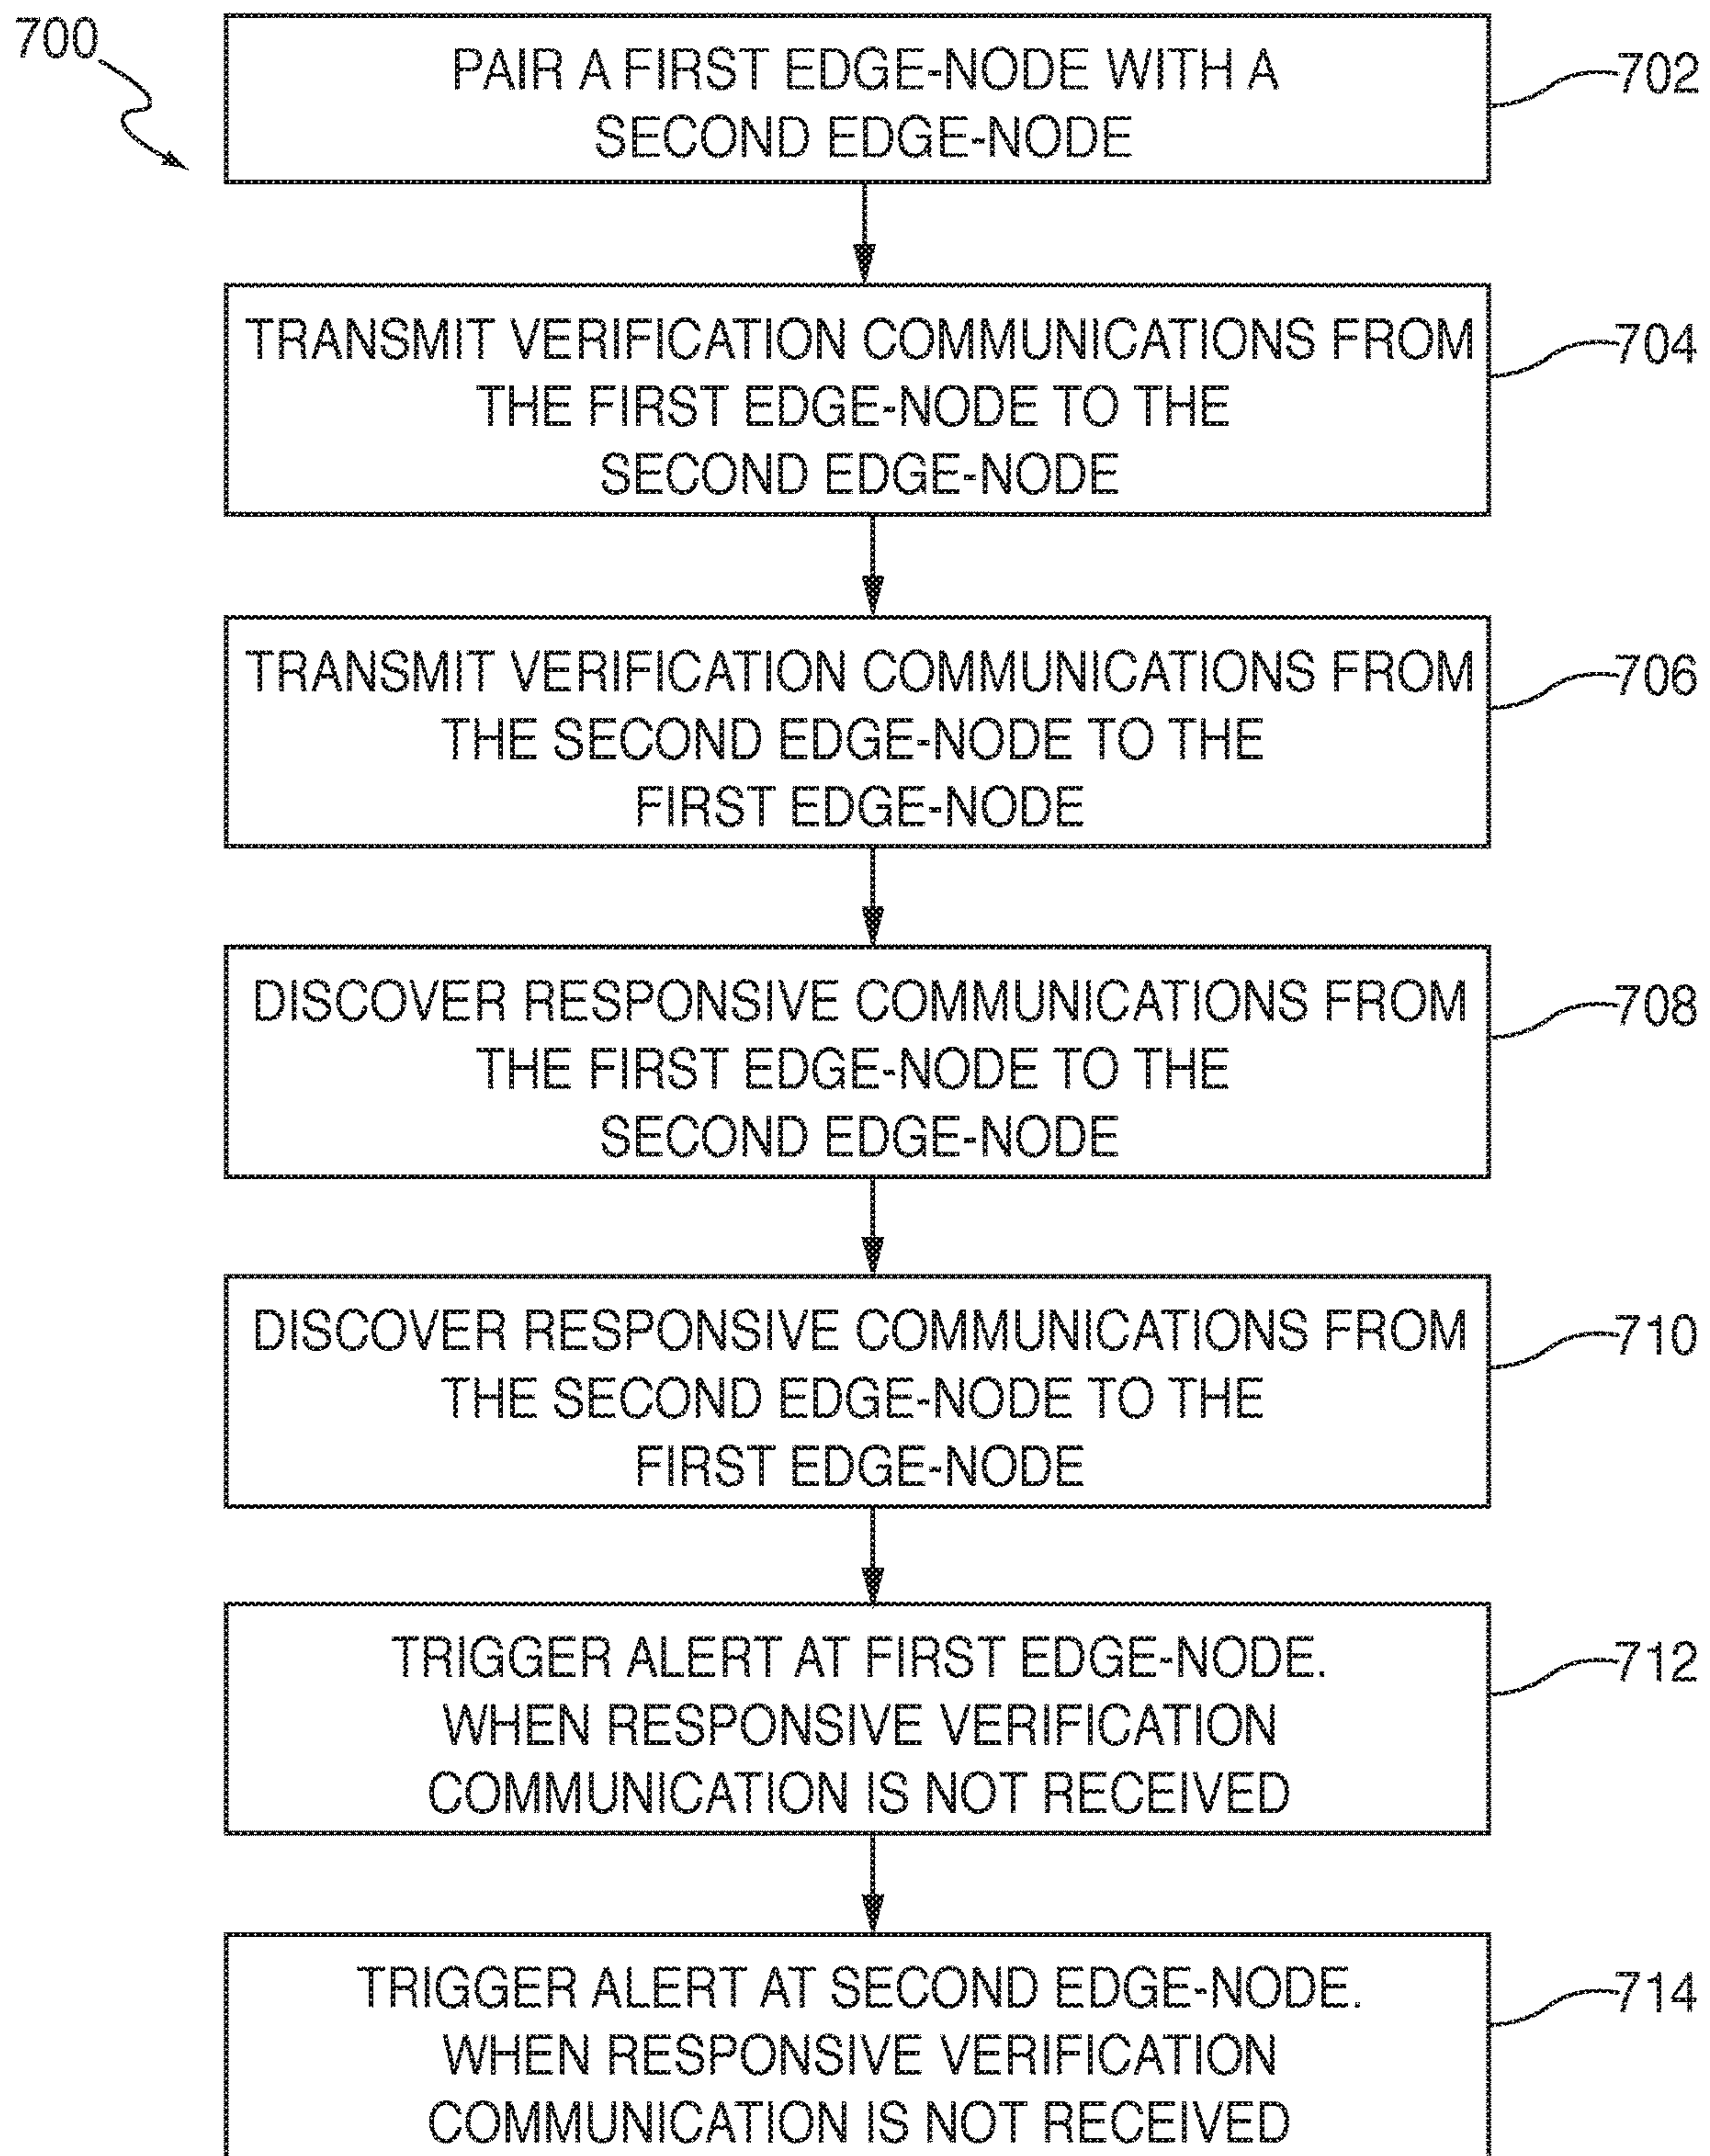 700
PAIR A FIRST EDGE-NODE WITH A
SECOND EDGE-NODE
702
TRANSMIT VERIFICATION COMMUNICATIONS FROM
THE FIRST EDGE-NODE TO THE
SECOND EDGE-NODE
704
TRANSMIT VERIFICATION COMMUNICATIONS FROM
THE SECOND EDGE-NODE TO THE
FIRST EDGE-NODE
706
DISCOVER RESPONSIVE COMMUNICATIONS FROM
THE FIRST EDGE-NODE TO THE
SECOND EDGE-NODE
708
DISCOVER RESPONSIVE COMMUNICATIONS FROM
THE SECOND EDGE-NODE TO THE
FIRST EDGE-NODE
710
TRIGGER ALERT AT FIRST EDGE-NODE.
WHEN RESPONSIVE VERIFICATION
COMMUNICATION IS NOT RECEIVED
712
TRIGGER ALERT AT SECOND EDGE-NODE.
WHEN RESPONSIVE VERIFICATION
COMMUNICATION IS NOT RECEIVED
714